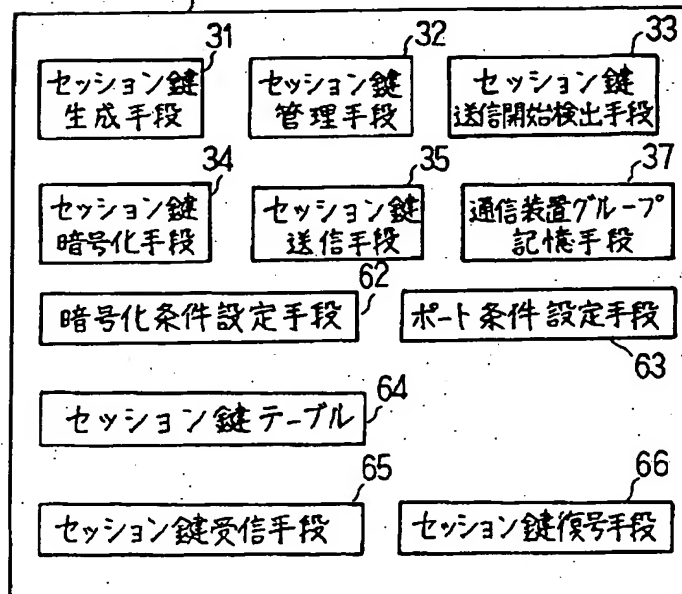 31
セッション鍵
生成手段
32
セッション鍵
管理手段
33
セッション鍵
送信開始検出手段
34
セッション鍵
暗号化手段
35
セッション鍵
送信手段
37
通信装置グループ
記憶手段
62
暗号化条件設定手段
ポート条件設定手段
63
64
セッション鍵テーブル
65
セッション鍵受信手段
66
セッション鍵復号手段